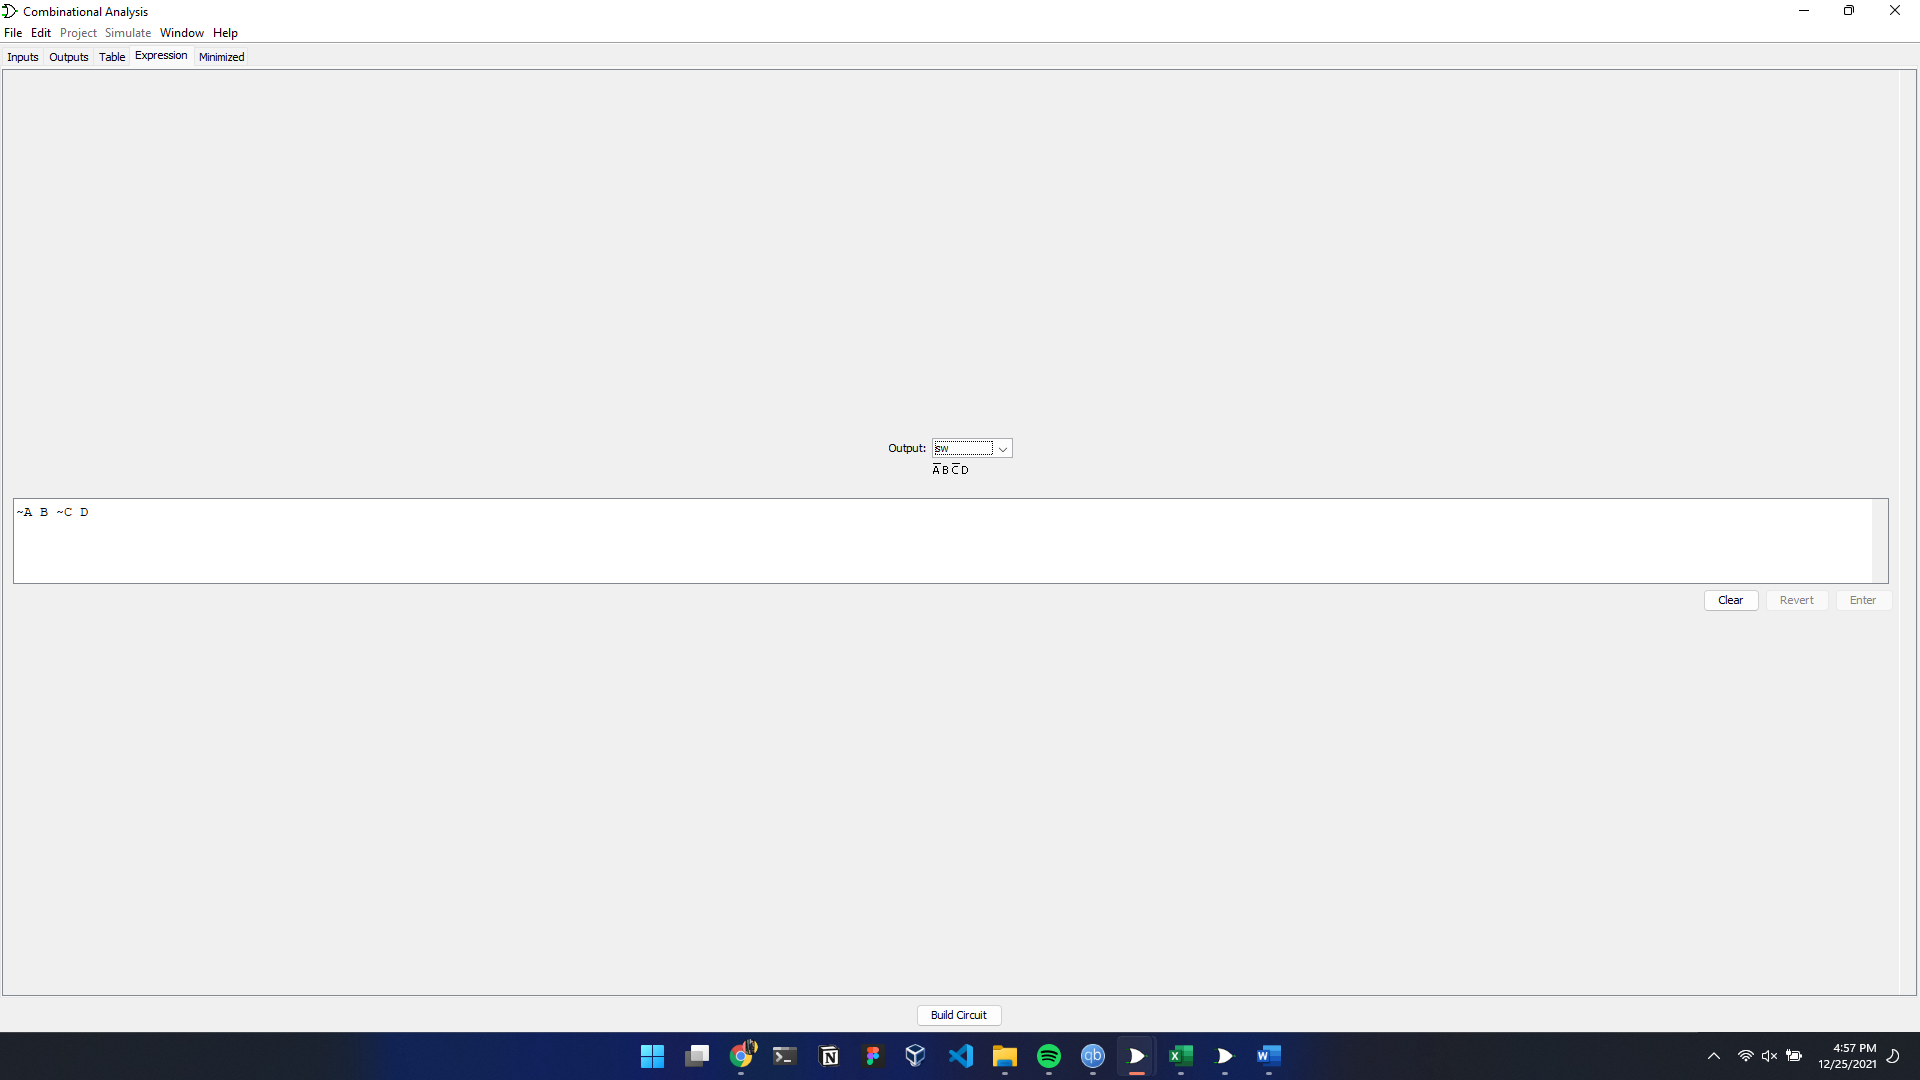 Combinational Analysis
File Edit Project Simulate Window Help
Inputs Outputs Table Expression Minimized
Output: sw
A̅ B C̅ D
~A B ~C D
Clear Revert Enter
Build Circuit
4:57 PM
12/25/2021